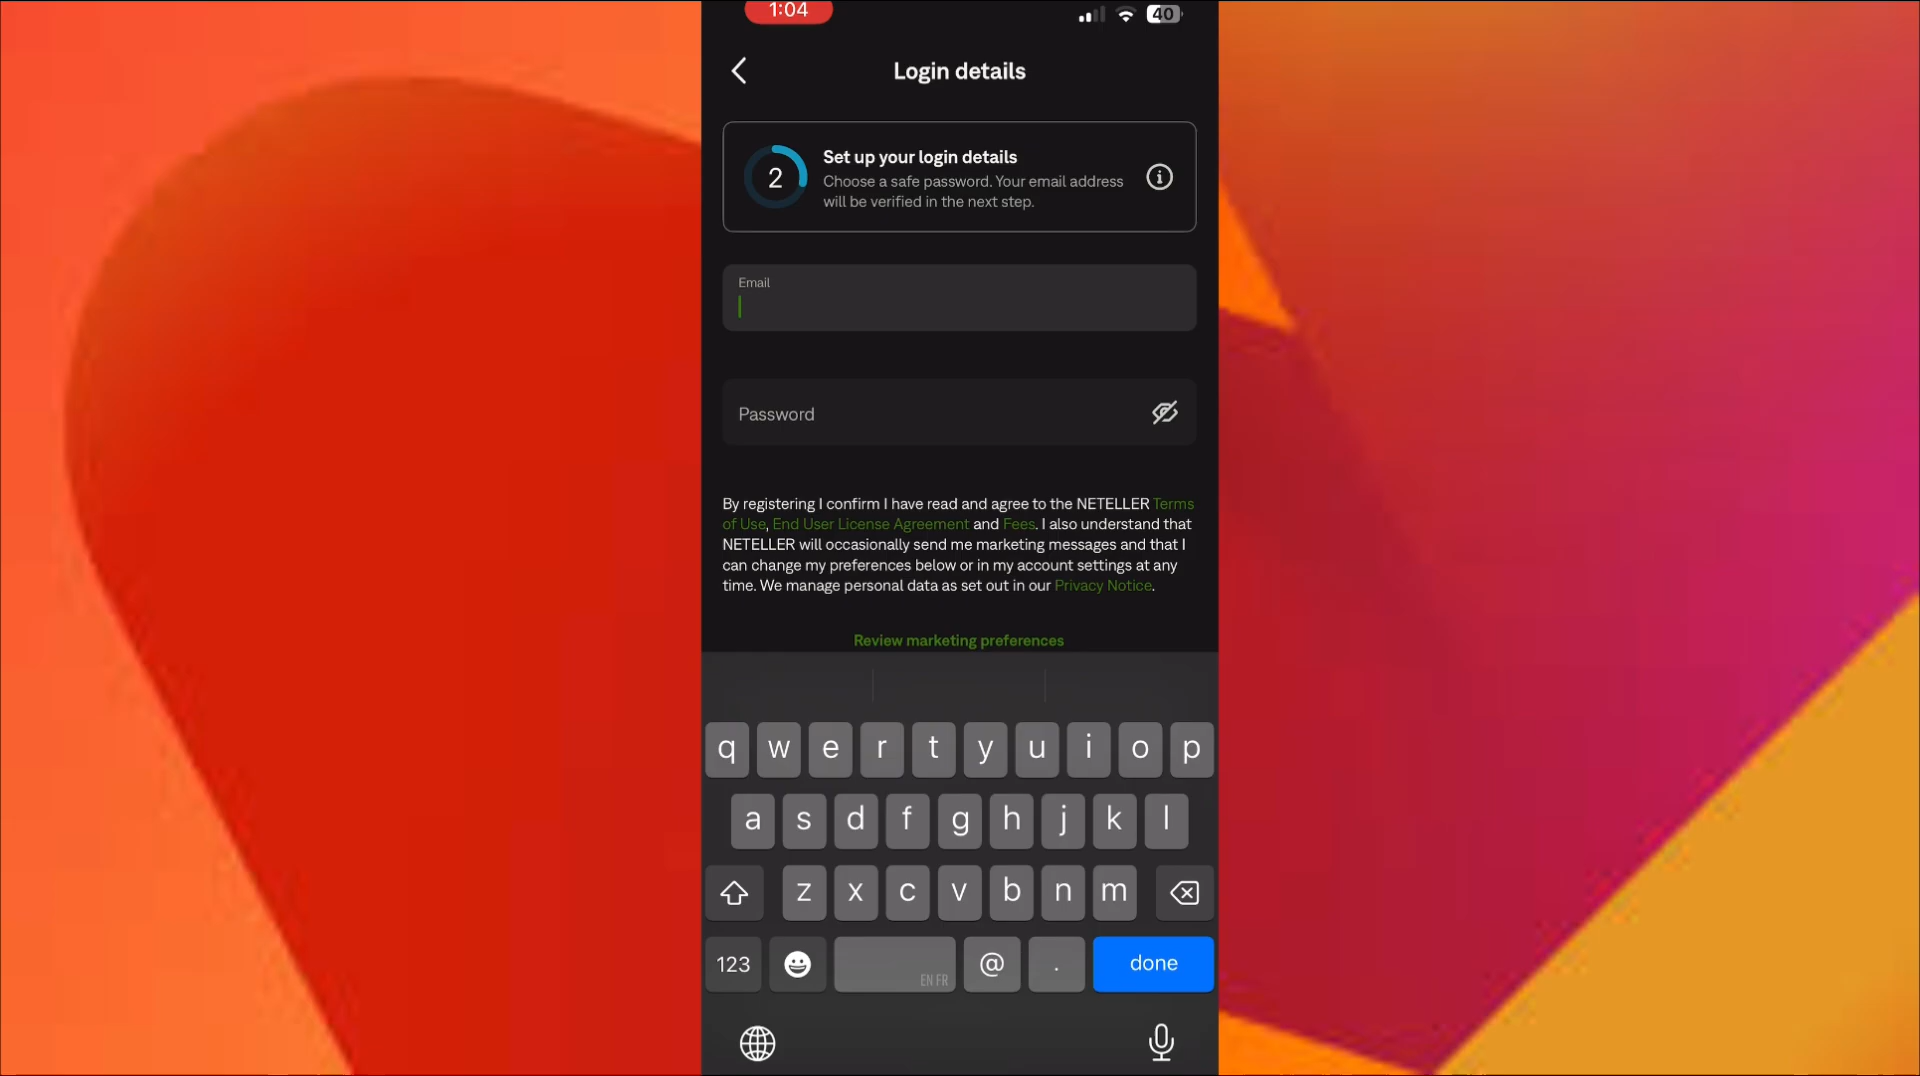 1:04
40
Login details
2
Set up your login details
Choose a safe password. Your email address
will be verified in the next step.
Email
Password
By registering I confirm I have read and agree to the NETELLER Terms
of Use, End User License Agreement and Fees. I also understand that
NETELLER will occasionally send me marketing messages and that I
can change my preferences below or in my account settings at any
time. We manage personal data as set out in our Privacy Notice.
Review marketing preferences
q w e r t y u i o p
a s d f g h j k l
z x c v b n m
123 EN FR @ . done